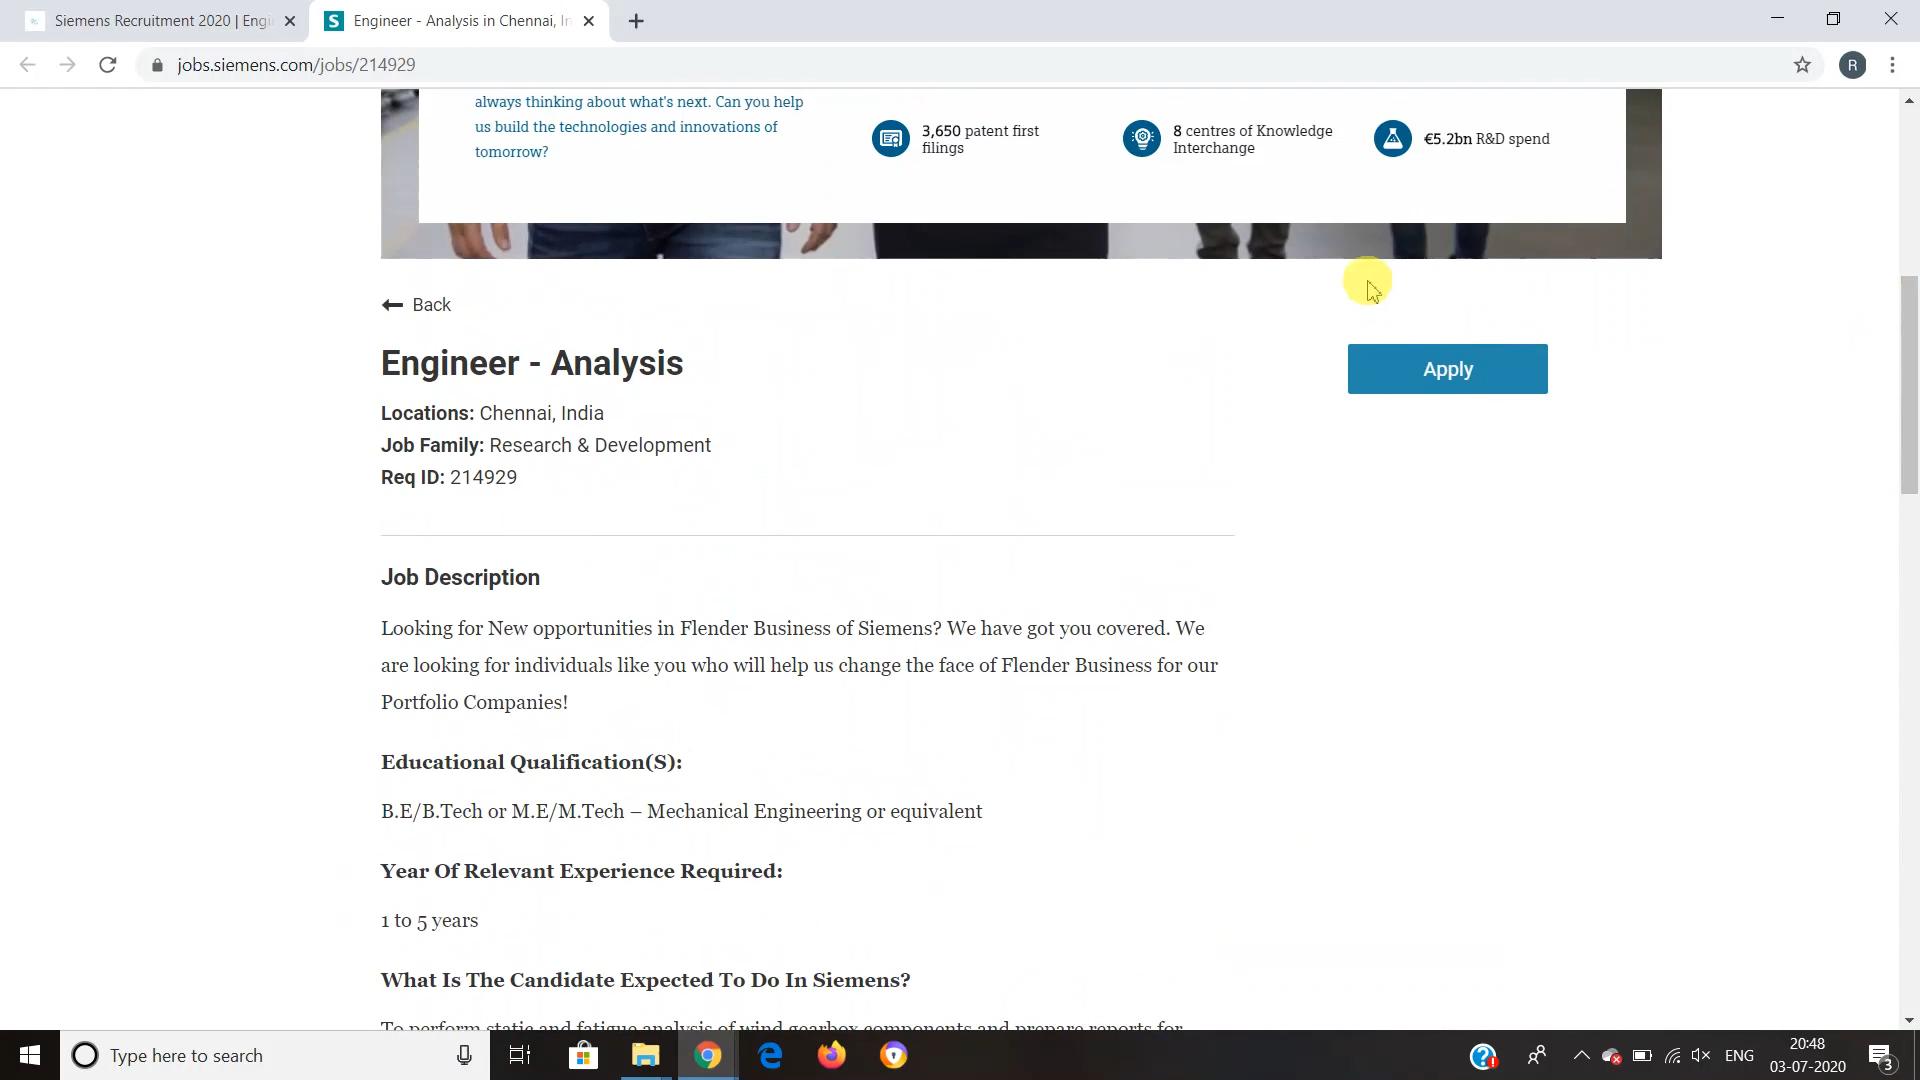 Siemens Recruitment 2020 | Engi
S Engineer - Analysis in Chennai, In
jobs.siemens.com/jobs/214929
R
always thinking about what's next. Can you help
us build the technologies and innovations of
tomorrow?
3,650 patent first
filings
8 centres of Knowledge
Interchange
€5.2bn R&D spend
Back
Engineer - Analysis
Apply
Locations: Chennai, India
Job Family: Research & Development
Req ID: 214929
Job Description
Looking for New opportunities in Flender Business of Siemens? We have got you covered. We
are looking for individuals like you who will help us change the face of Flender Business for our
Portfolio Companies!
Educational Qualification(S):
B.E/B.Tech or M.E/M.Tech – Mechanical Engineering or equivalent
Year Of Relevant Experience Required:
1 to 5 years
What Is The Candidate Expected To Do In Siemens?
To perform static and fatigue analysis of wind gearbox components and prepare reports for
Type here to search
ENG
20:48
03-07-2020
3